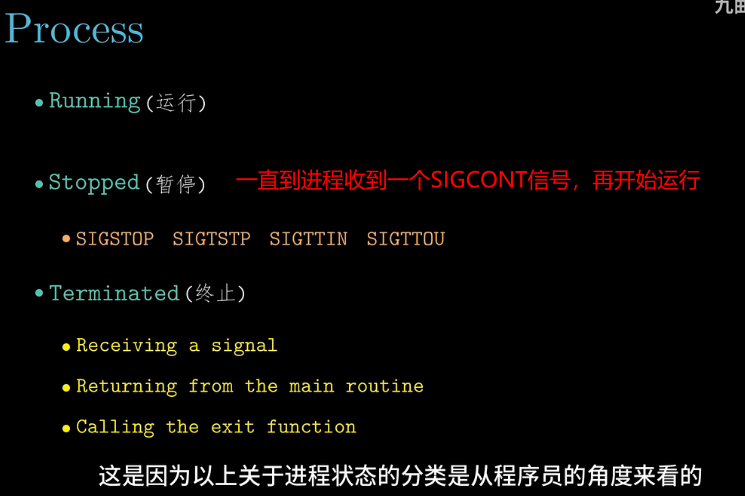 九曲
Process
Running(运行)
Stopped(暂停) 一直到进程收到一个SIGCONT信号，再开始运行
SIGSTOP SIGTSTP SIGTTIN SIGTTOU
Terminated(终止)
Receiving a signal
Returning from the main routine
Calling the exit function
这是因为以上关于进程状态的分类是从程序员的角度来看的